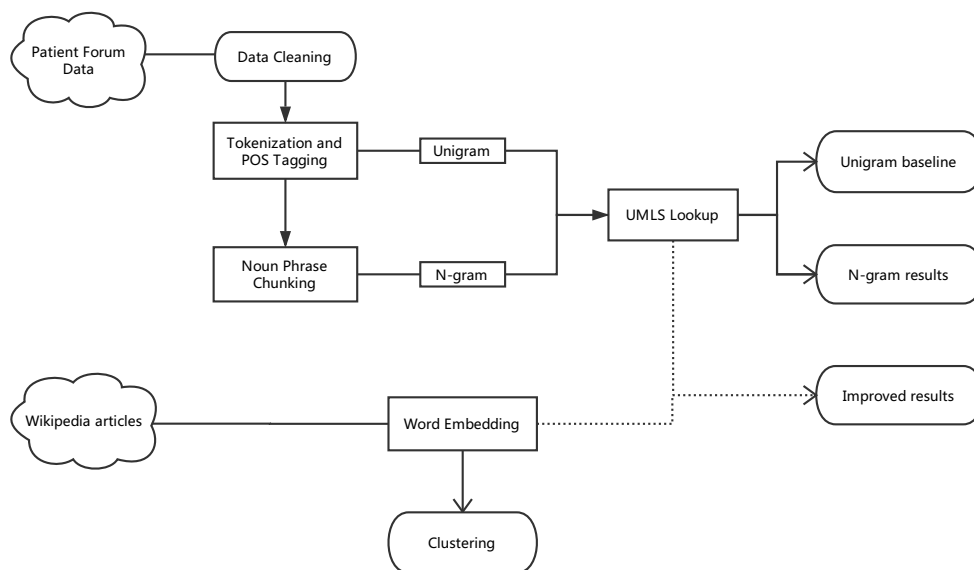 Patient Forum
Data
Data Cleaning
Tokenization and
POS Tagging
Unigram
Unigram baseline
UMLS Lookup
Noun Phrase
Chunking
N-gram
N-gram results
Improved results
Wikipedia articles
Word Embedding
Clustering